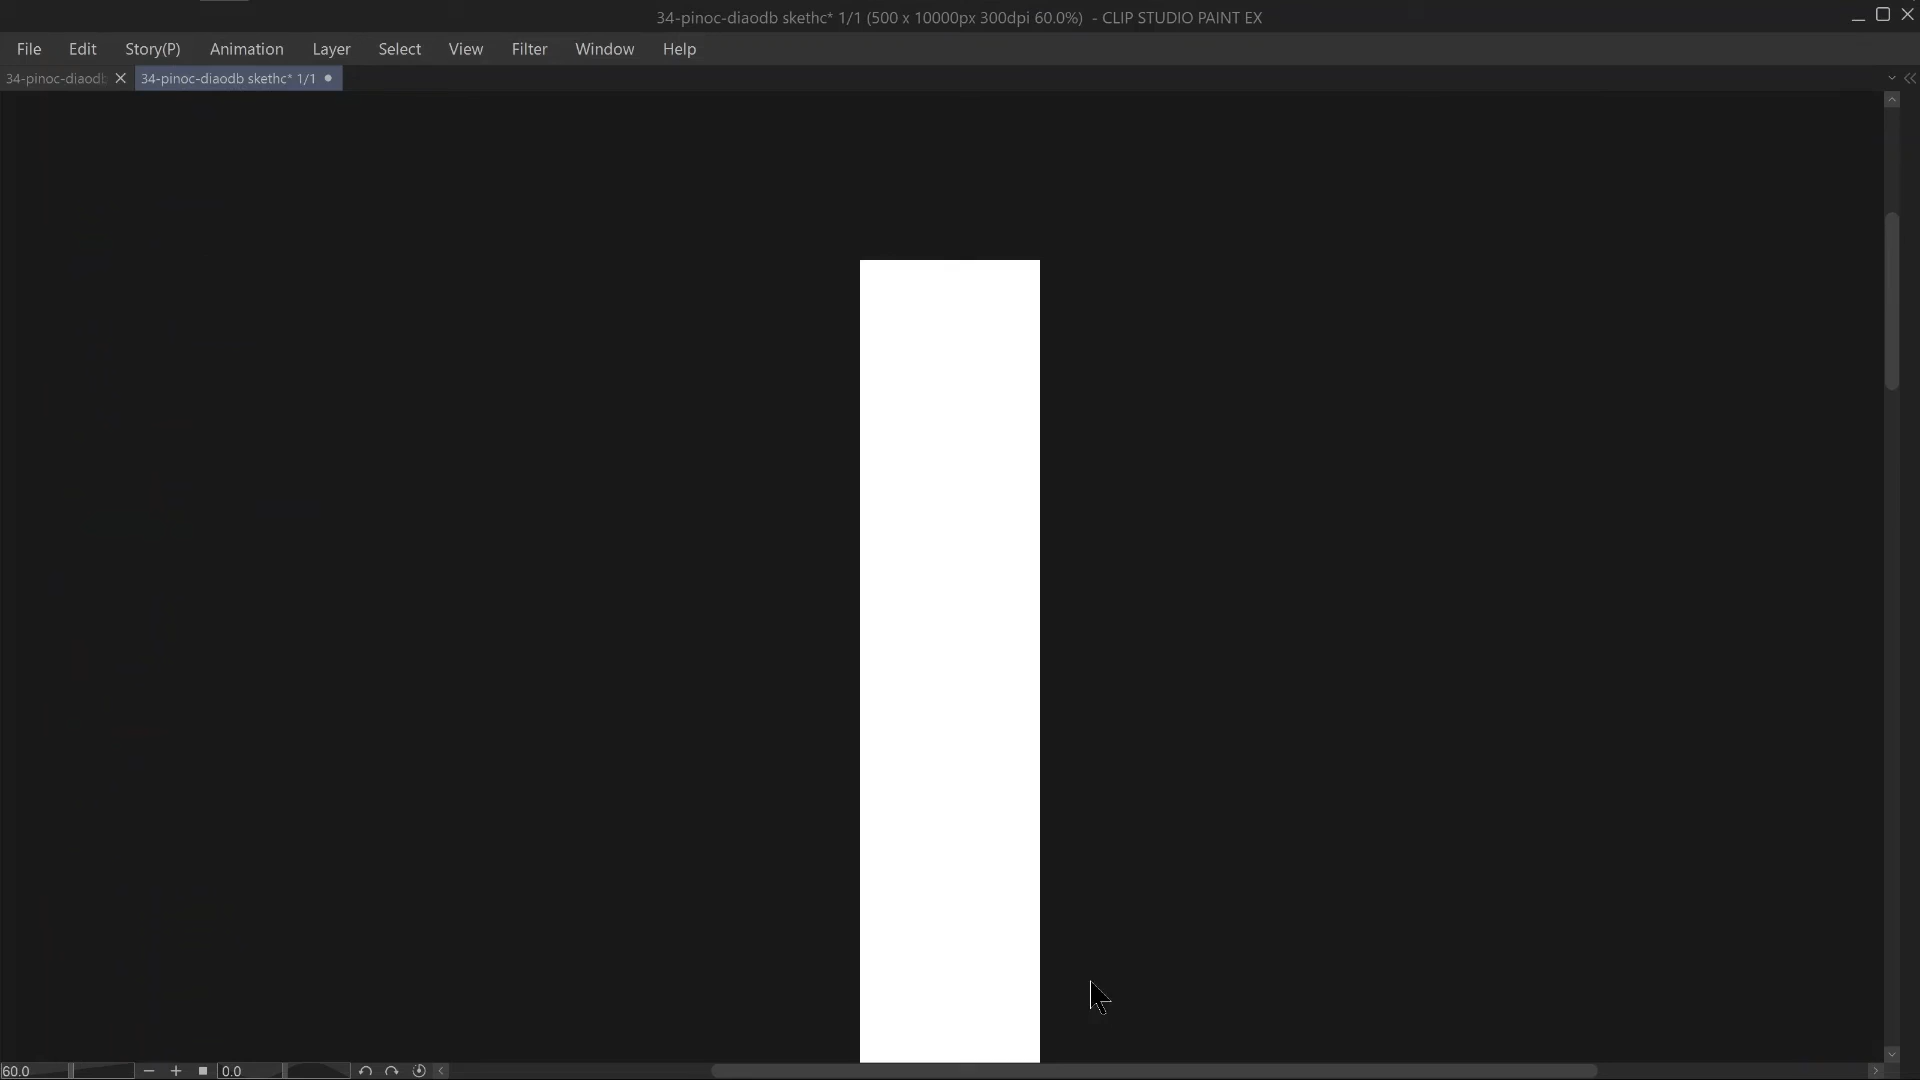 34-pinoc-diaodb skethc* 1/1 (500 x 10000px 300dpi 60.0%) - CLIP STUDIO PAINT EX
File Edit Story(P) Animation Layer Select View Filter Window Help
34-pinoc-diaodb 34-pinoc-diaodb skethc* 1/1
60.0 0.0